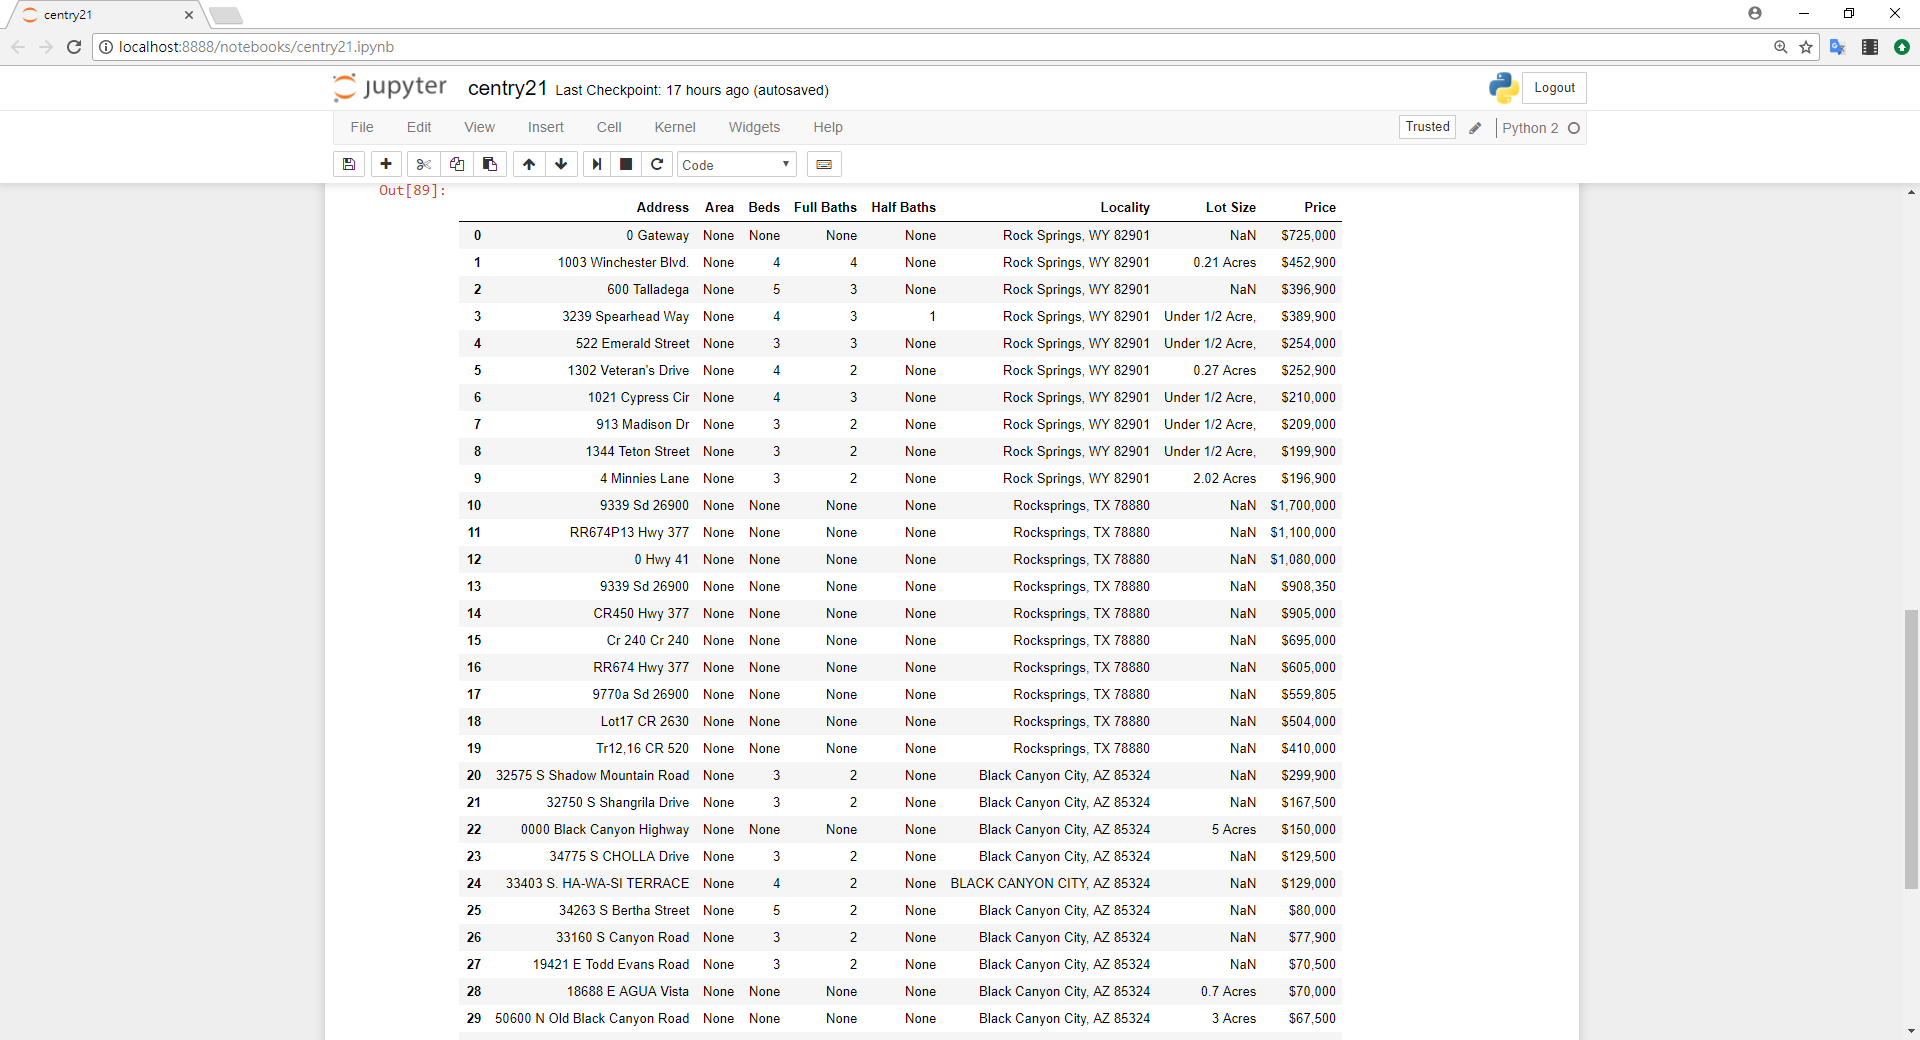 centry21
localhost:8888/notebooks/centry21.ipynb
jupyter centry21 Last Checkpoint: 17 hours ago (autosaved) Logout
File Edit View Insert Cell Kernel Widgets Help Trusted Python 2
Code
Out[89]:
Address Area Beds Full Baths Half Baths Locality Lot Size Price
0 0 Gateway None None None None Rock Springs, WY 82901 NaN $725,000
1 1003 Winchester Blvd. None 4 4 None Rock Springs, WY 82901 0.21 Acres $452,900
2 600 Talladega None 5 3 None Rock Springs, WY 82901 NaN $396,900
3 3239 Spearhead Way None 4 3 1 Rock Springs, WY 82901 Under 1/2 Acre, $389,900
4 522 Emerald Street None 3 3 None Rock Springs, WY 82901 Under 1/2 Acre, $254,000
5 1302 Veteran's Drive None 4 2 None Rock Springs, WY 82901 0.27 Acres $252,900
6 1021 Cypress Cir None 4 3 None Rock Springs, WY 82901 Under 1/2 Acre, $210,000
7 913 Madison Dr None 3 2 None Rock Springs, WY 82901 Under 1/2 Acre, $209,000
8 1344 Teton Street None 3 2 None Rock Springs, WY 82901 Under 1/2 Acre, $199,900
9 4 Minnies Lane None 3 2 None Rock Springs, WY 82901 2.02 Acres $196,900
10 9339 Sd 26900 None None None None Rocksprings, TX 78880 NaN $1,700,000
11 RR674P13 Hwy 377 None None None None Rocksprings, TX 78880 NaN $1,100,000
12 0 Hwy 41 None None None None Rocksprings, TX 78880 NaN $1,080,000
13 9339 Sd 26900 None None None None Rocksprings, TX 78880 NaN $908,350
14 CR450 Hwy 377 None None None None Rocksprings, TX 78880 NaN $905,000
15 Cr 240 Cr 240 None None None None Rocksprings, TX 78880 NaN $695,000
16 RR674 Hwy 377 None None None None Rocksprings, TX 78880 NaN $605,000
17 9770a Sd 26900 None None None None Rocksprings, TX 78880 NaN $559,805
18 Lot17 CR 2630 None None None None Rocksprings, TX 78880 NaN $504,000
19 Tr12,16 CR 520 None None None None Rocksprings, TX 78880 NaN $410,000
20 32575 S Shadow Mountain Road None 3 2 None Black Canyon City, AZ 85324 NaN $299,900
21 32750 S Shangrila Drive None 3 2 None Black Canyon City, AZ 85324 NaN $167,500
22 0000 Black Canyon Highway None None None None Black Canyon City, AZ 85324 5 Acres $150,000
23 34775 S CHOLLA Drive None 3 2 None Black Canyon City, AZ 85324 NaN $129,500
24 33403 S. HA-WA-SI TERRACE None 4 2 None BLACK CANYON CITY, AZ 85324 NaN $129,000
25 34263 S Bertha Street None 5 2 None Black Canyon City, AZ 85324 NaN $80,000
26 33160 S Canyon Road None 3 2 None Black Canyon City, AZ 85324 NaN $77,900
27 19421 E Todd Evans Road None 3 2 None Black Canyon City, AZ 85324 NaN $70,500
28 18688 E AGUA Vista None None None None Black Canyon City, AZ 85324 0.7 Acres $70,000
29 50600 N Old Black Canyon Road None None None None Black Canyon City, AZ 85324 3 Acres $67,500